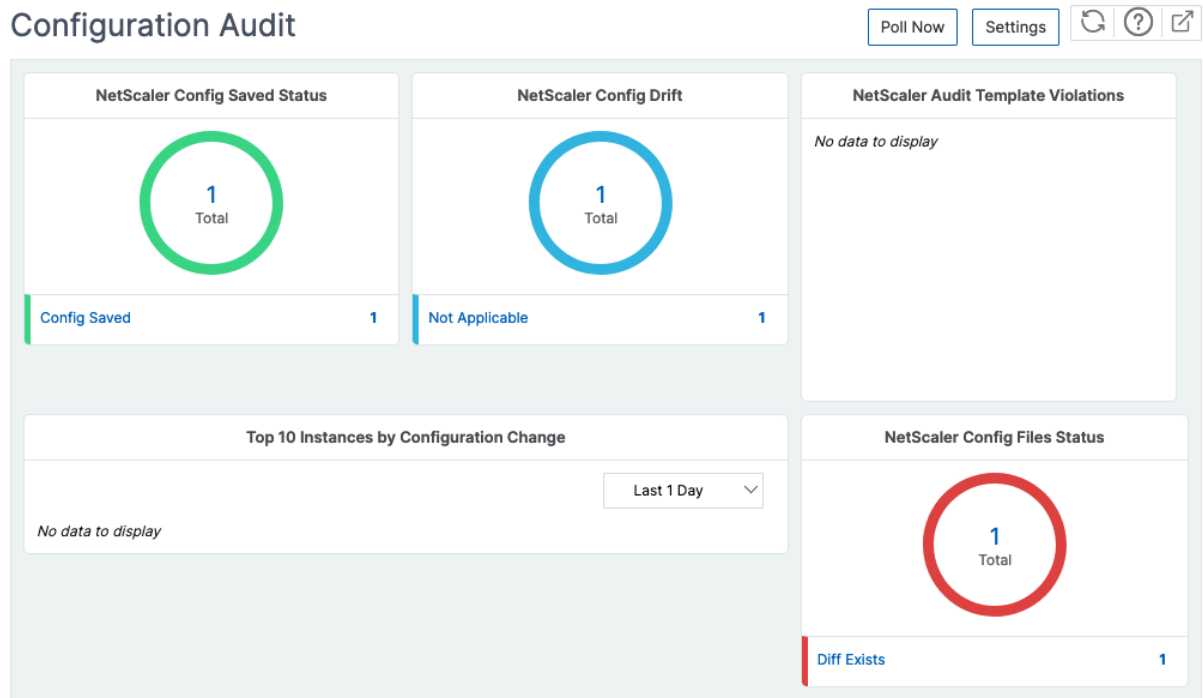 Configuration Audit
Poll Now
Settings
NetScaler Config Saved Status
1
Total
Config Saved 1
NetScaler Config Drift
1
Total
Not Applicable 1
NetScaler Audit Template Violations
No data to display
Top 10 Instances by Configuration Change
Last 1 Day
No data to display
NetScaler Config Files Status
1
Total
Diff Exists 1